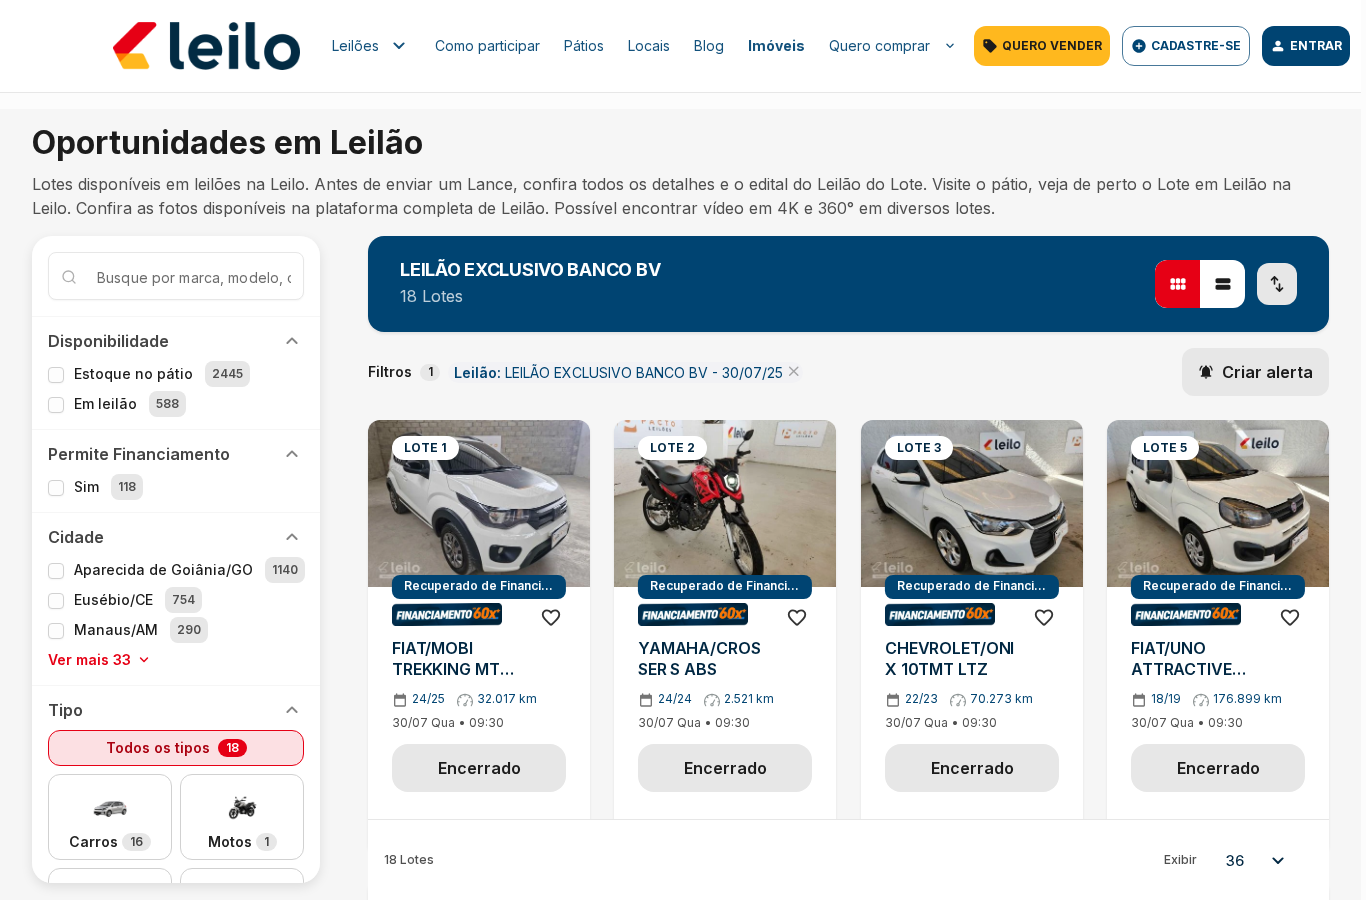 leilo
Leilões
Como participar
Pátios
Locais
Blog
Imóveis
Quero comprar
QUERO VENDER
CADASTRE-SE
ENTRAR
Oportunidades em Leilão
Lotes disponíveis em leilões na Leilo. Antes de enviar um Lance, confira todos os detalhes e o edital do Leilão do Lote. Visite o pátio, veja de perto o Lote em Leilão na
Leilo. Confira as fotos disponíveis na plataforma completa de Leilão. Possível encontrar vídeo em 4K e 360° em diversos lotes.
Busque por marca, modelo, c
Disponibilidade
Estoque no pátio 2445
Em leilão 588
Permite Financiamento
Sim 118
Cidade
Aparecida de Goiânia/GO 1140
Eusébio/CE 754
Manaus/AM 290
Ver mais 33
Tipo
Todos os tipos 18
Carros 16
Motos 1
LEILÃO EXCLUSIVO BANCO BV
18 Lotes
Filtros 1
Leilão: LEILÃO EXCLUSIVO BANCO BV - 30/07/25
Criar alerta
LOTE 1
leilo
Recuperado de Financi...
FINANCIAMENTO 60x*
FIAT/MOBI
TREKKING MT...
24/25 32.017 km
30/07 Qua • 09:30
Encerrado
LOTE 2
leilo
Recuperado de Financi...
FINANCIAMENTO 60x*
YAMAHA/CROS
SER S ABS
24/24 2.521 km
30/07 Qua • 09:30
Encerrado
LOTE 3
leilo
leilo
Recuperado de Financi...
FINANCIAMENTO 60x*
CHEVROLET/ONI
X 10TMT LTZ
22/23 70.273 km
30/07 Qua • 09:30
Encerrado
LOTE 5
leilo
leilo
Recuperado de Financi...
FINANCIAMENTO 60x*
FIAT/UNO
ATTRACTIVE...
18/19 176.899 km
30/07 Qua • 09:30
Encerrado
18 Lotes
Exibir 36